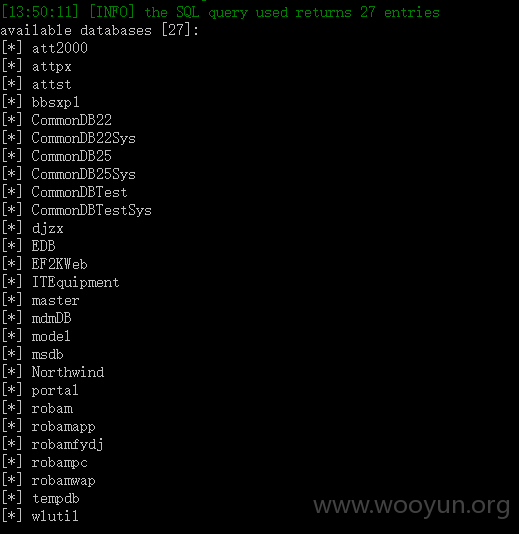 [13:50:11] [INFO] the SQL query used returns 27 entries
available databases [27]:
[*] att2000
[*] attpx
[*] attst
[*] bbsxp1
[*] CommonDB22
[*] CommonDB22Sys
[*] CommonDB25
[*] CommonDB25Sys
[*] CommonDBTest
[*] CommonDBTestSys
[*] djzx
[*] EDB
[*] EF2KWeb
[*] ITEquipment
[*] master
[*] mdmDB
[*] model
[*] msdb
[*] Northwind
[*] portal
[*] robam
[*] robamapp
[*] robamfydj
[*] robampc
[*] robamwap
[*] tempdb
[*] wlutil
www.wooyun.org